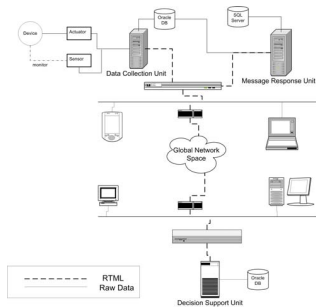 Oracle
DB
SQL
Server
Device
Actuator
Sensor
monitor
Data Collection Unit
Message Response Unit
Global Network
Space
Oracle
DB
RTML
Raw Data
Decision Support Unit